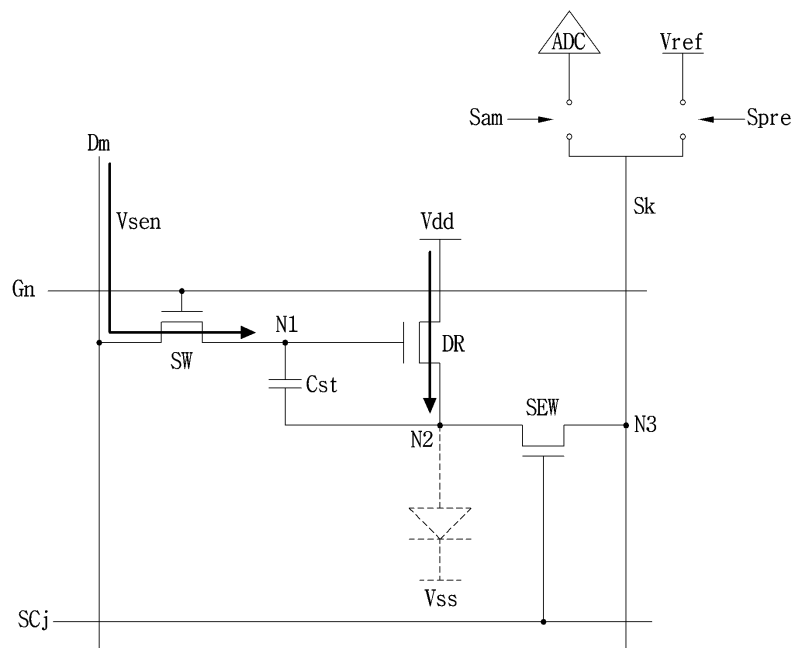 ADC
Vref
Sam
Spre
Dm
Sk
Vsen
Vdd
Gn
N1
DR
SW
Cst
SEW
N2
N3
Vss
SCj